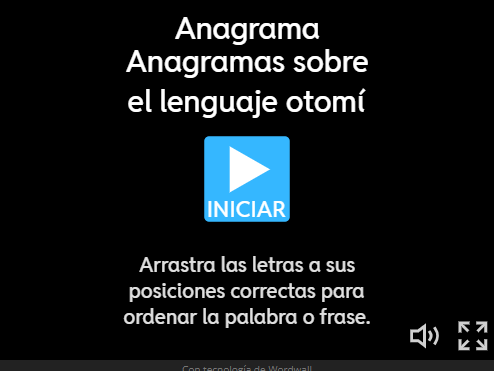 Anagrama
Anagramas sobre
el lenguaje otomí
INICIAR
Arrastra las letras a sus
posiciones correctas para
ordenar la palabra o frase.
Con tecnología de Wordwall